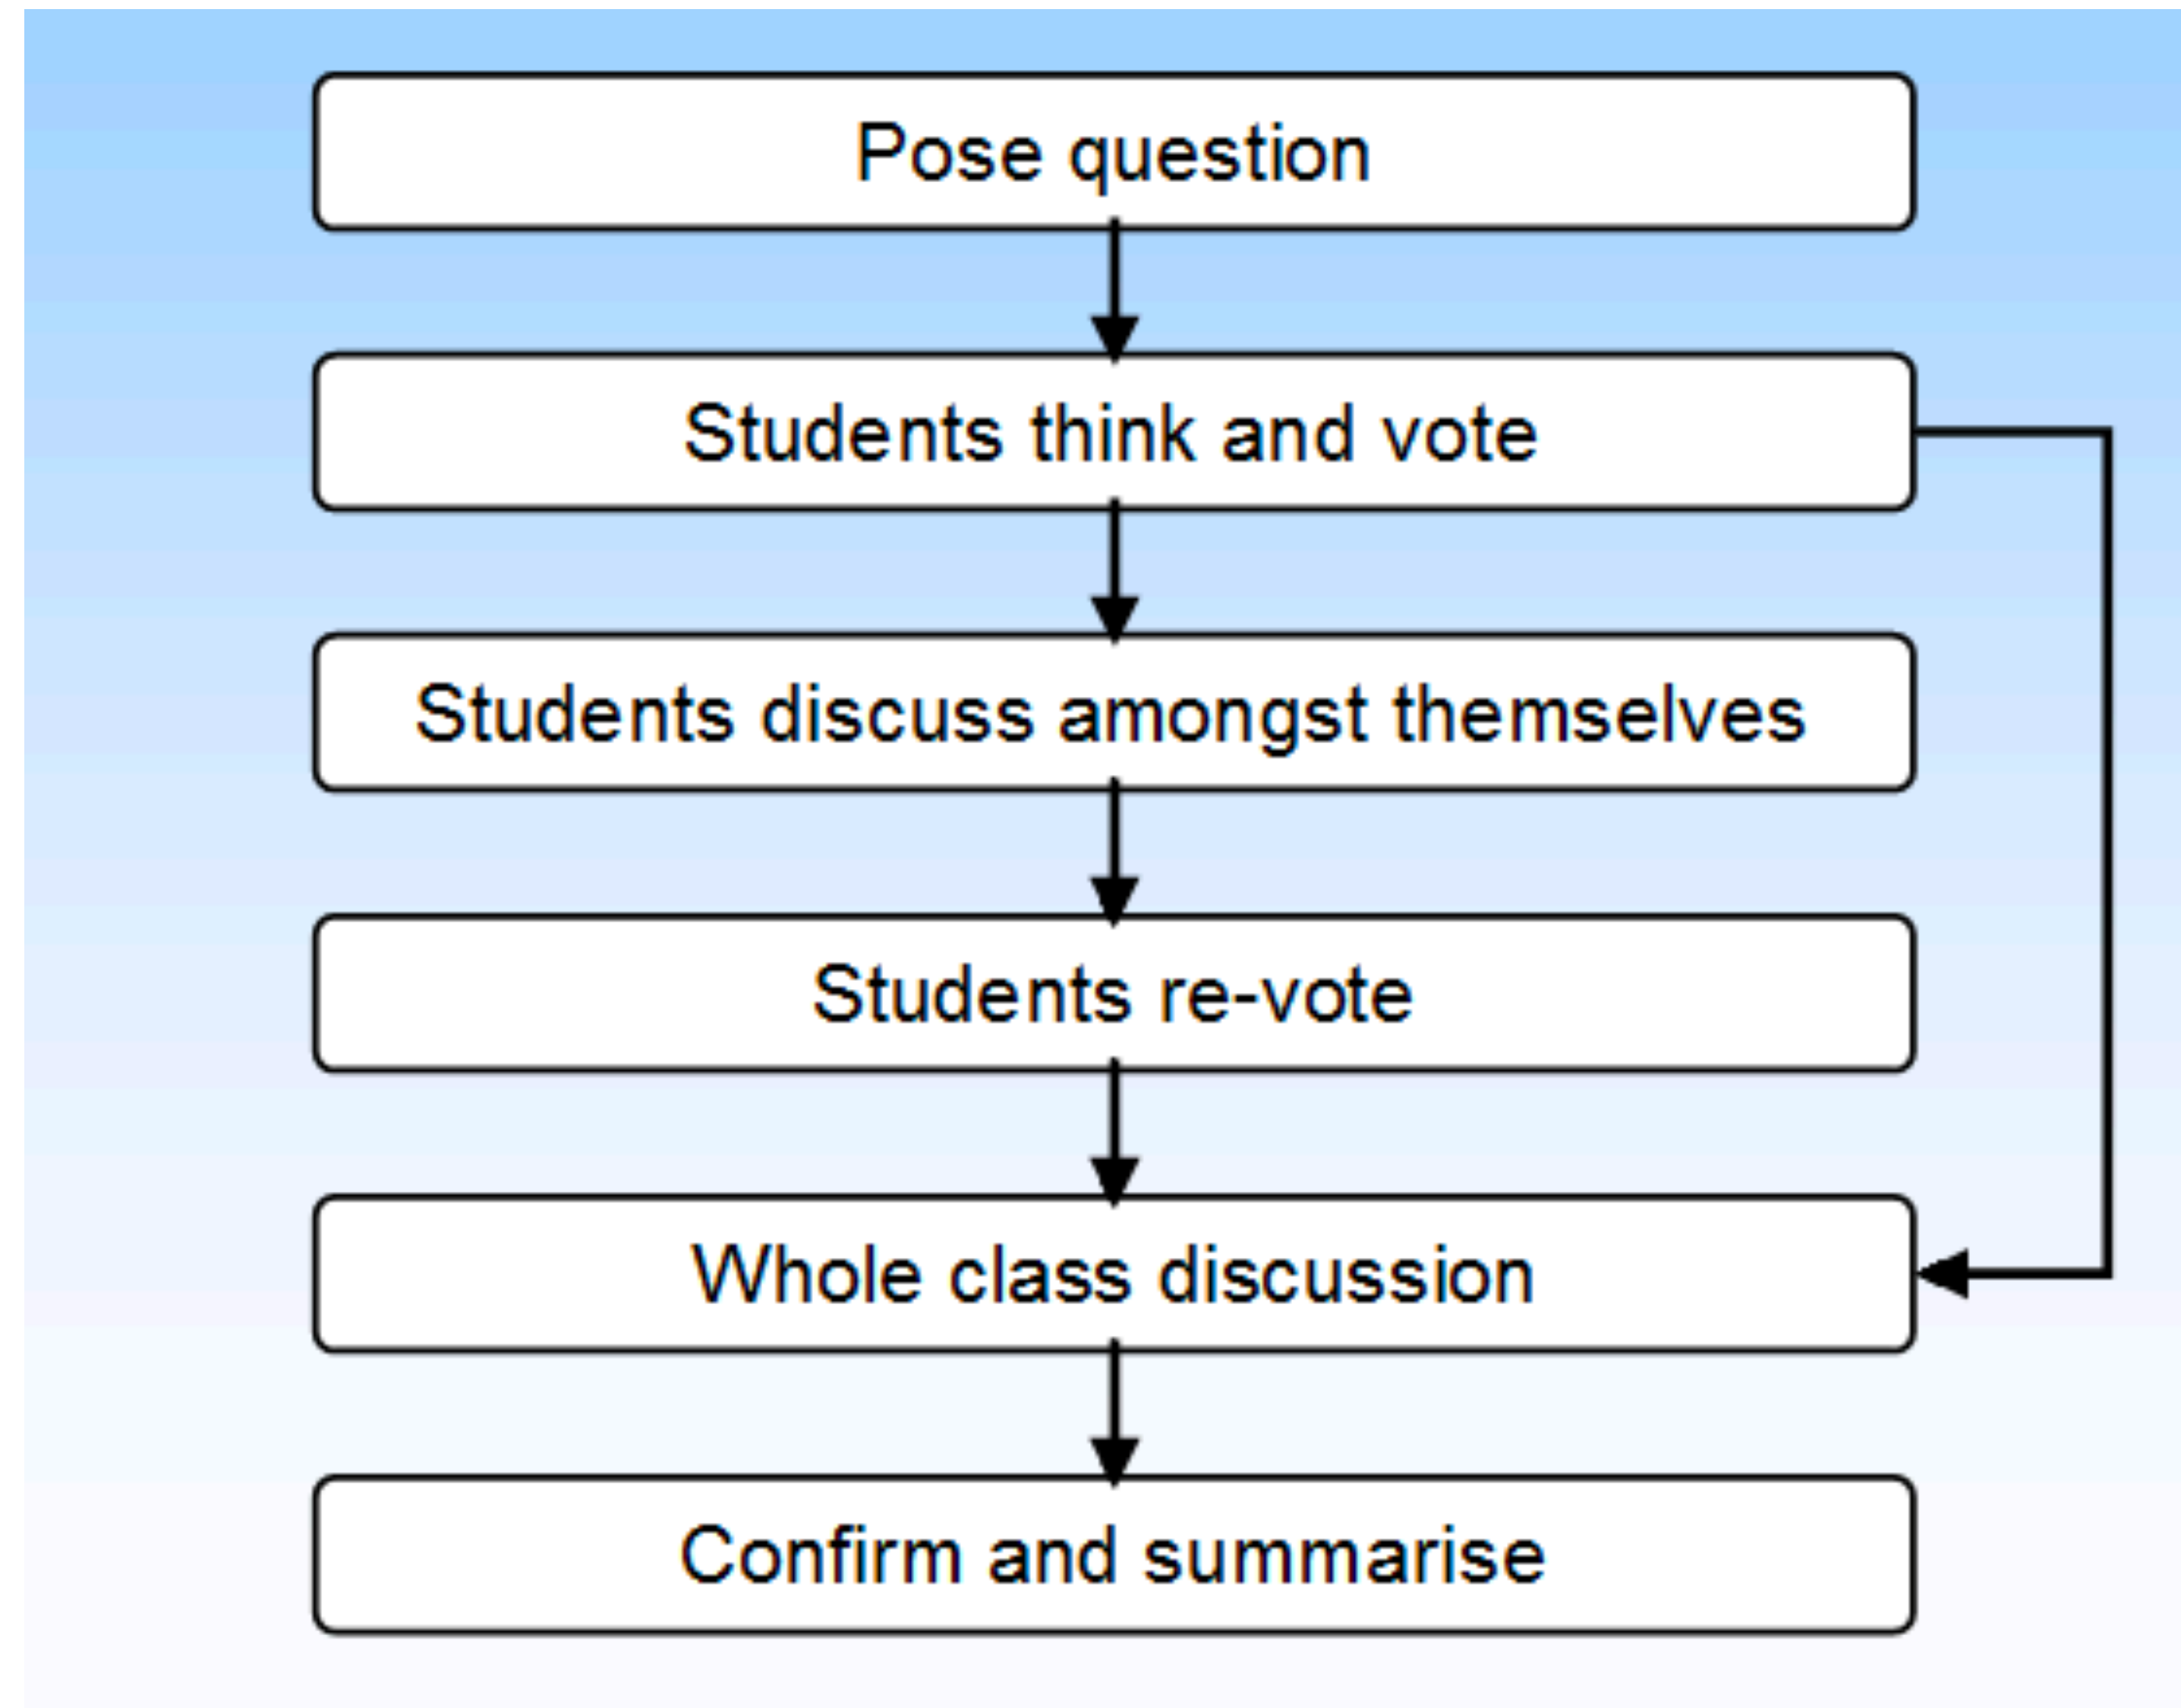 Pose question
Students think and vote
Students discuss amongst themselves
Students re-vote
Whole class discussion
Confirm and summarise